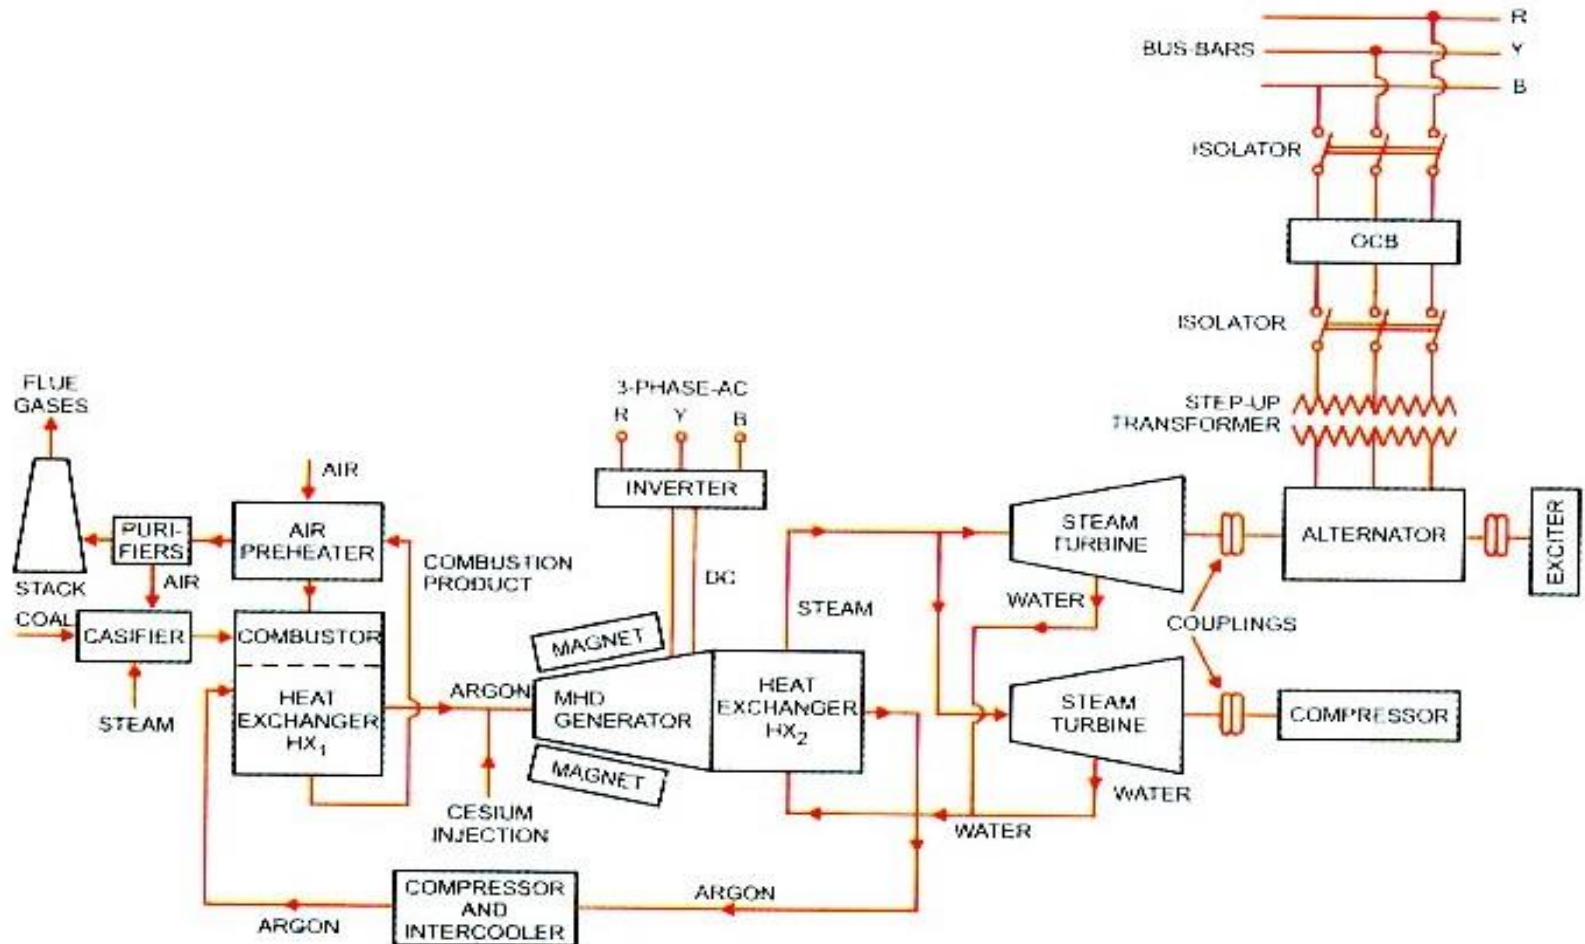 R
BUS-BARS
Y
B
ISOLATOR
OCB
ISOLATOR
FLUE
GASES
3-PHASE-AC
R Y B
STEP-UP
TRANSFORMER
AIR
INVERTER
PURI-
FIERS
AIR
PREHEATER
STEAM
TURBINE
ALTERNATOR
EXCITER
COMBUSTION
PRODUCT
DC
STACK
AIR
STEAM
WATER
COUPLINGS
COAL
CASIFIER
COMBUSTOR
MAGNET
HEAT
EXCHANGER
HX1
ARGON
MHD
GENERATOR
HEAT
EXCHANGER
HX2
STEAM
TURBINE
COMPRESSOR
STEAM
MAGNET
CESIUM
INJECTION
WATER
WATER
COMPRESSOR
AND
INTERCOOLER
ARGON
ARGON